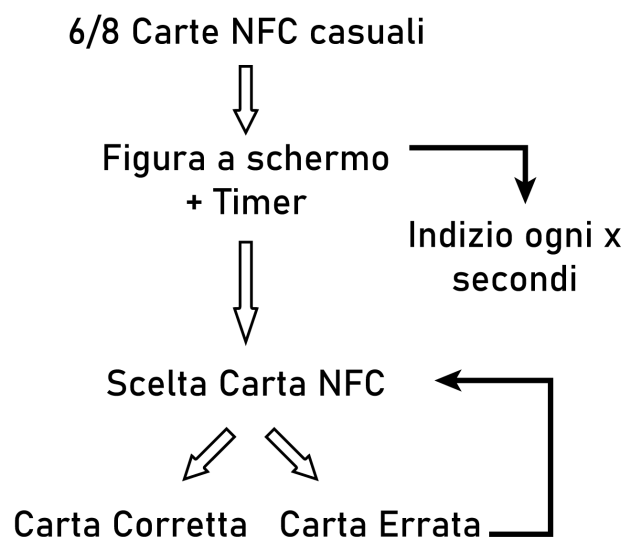 6/8 Carte NFC casuali
Figura a schermo
+ Timer
Indizio ogni x
secondi
Scelta Carta NFC
Carta Corretta
Carta Errata